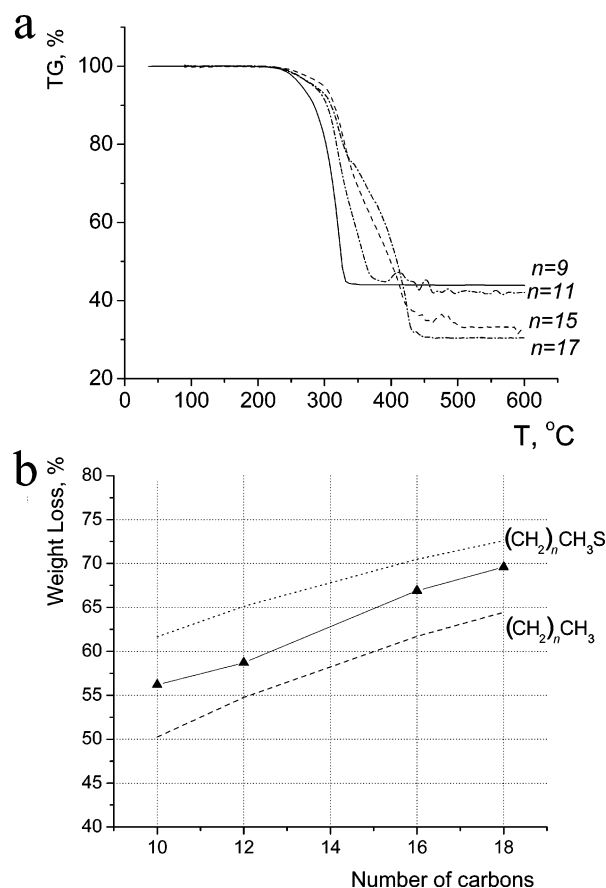 a
TG, %
100
80
60
40
20
n=9
n=11
n=15
n=17
0 100 200 300 400 500 600
T, °C
b
Weight Loss, %
80
75
70
65
60
55
50
45
40
(CH₂)ₙCH₃S
(CH₂)ₙCH₃
10 12 14 16 18
Number of carbons